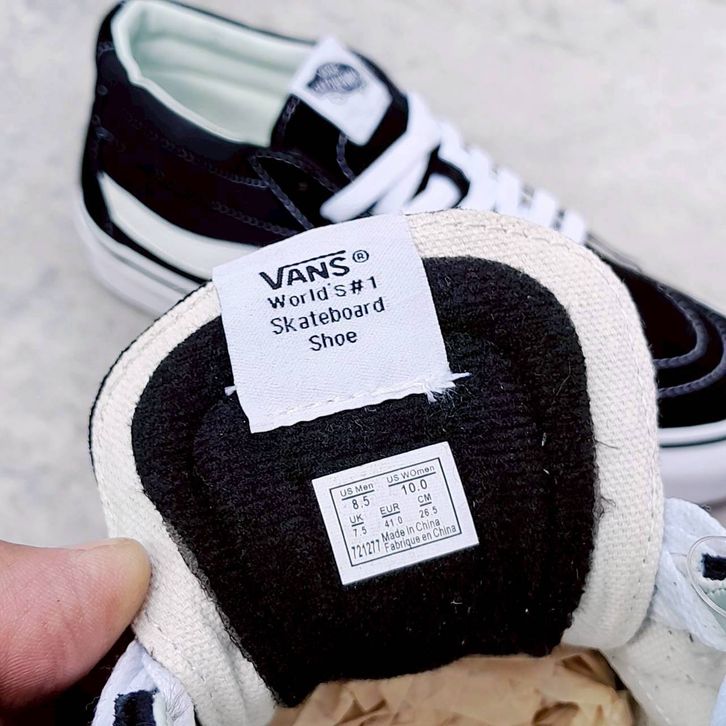 VANS®
World's#1
Skateboard
Shoe
US Men US WOmen
8.5 10.0
UK EUR CM
7.5 41.0 26.5
721277 Made in China
Fabrique en China